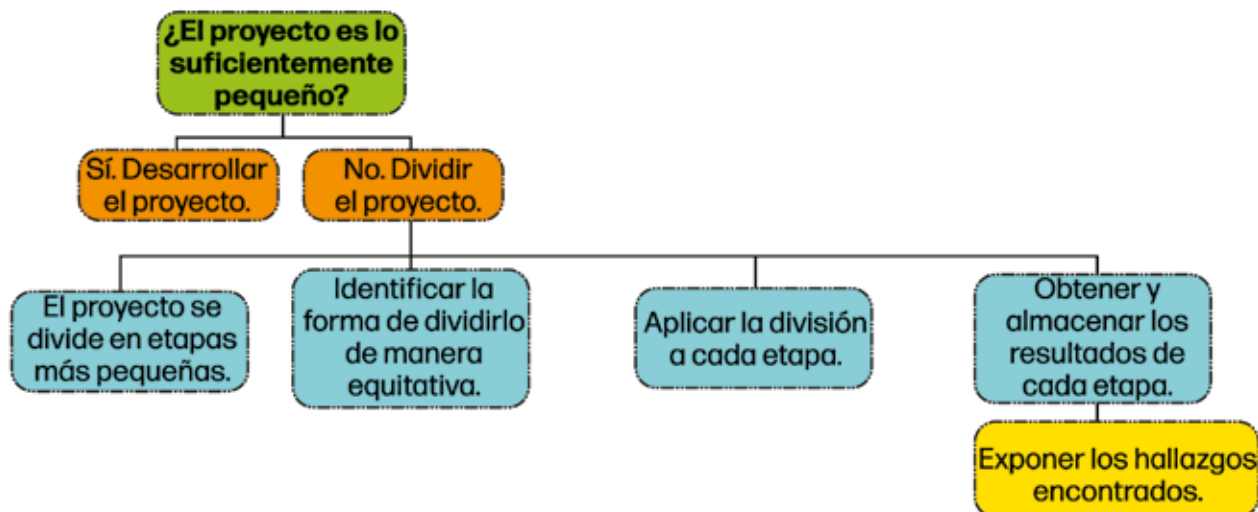 ¿El proyecto es lo
suficientemente
pequeño?
Sí. Desarrollar
el proyecto.
No. Dividir
el proyecto.
El proyecto se
divide en etapas
más pequeñas.
Identificar la
forma de dividirlo
de manera
equitativa.
Aplicar la división
a cada etapa.
Obtener y
almacenar los
resultados de
cada etapa.
Exponer los hallazgos
encontrados.